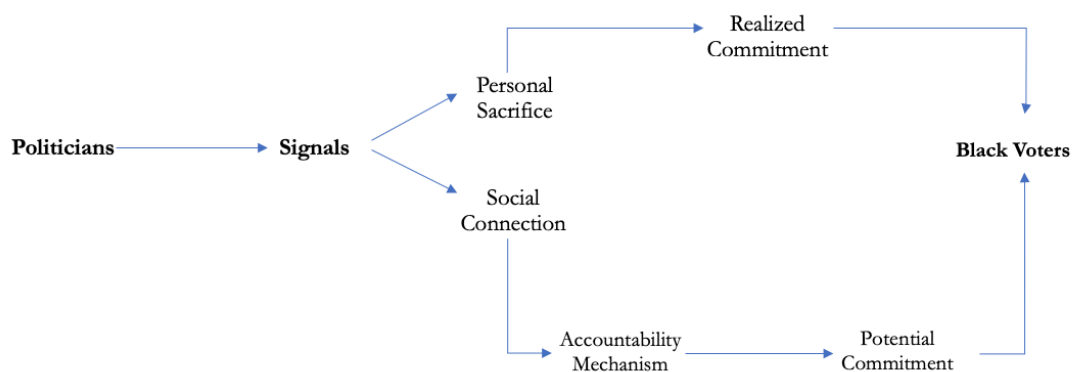 Realized
Commitment
Personal
Sacrifice
Politicians
Signals
Black Voters
Social
Connection
Accountability
Mechanism
Potential
Commitment